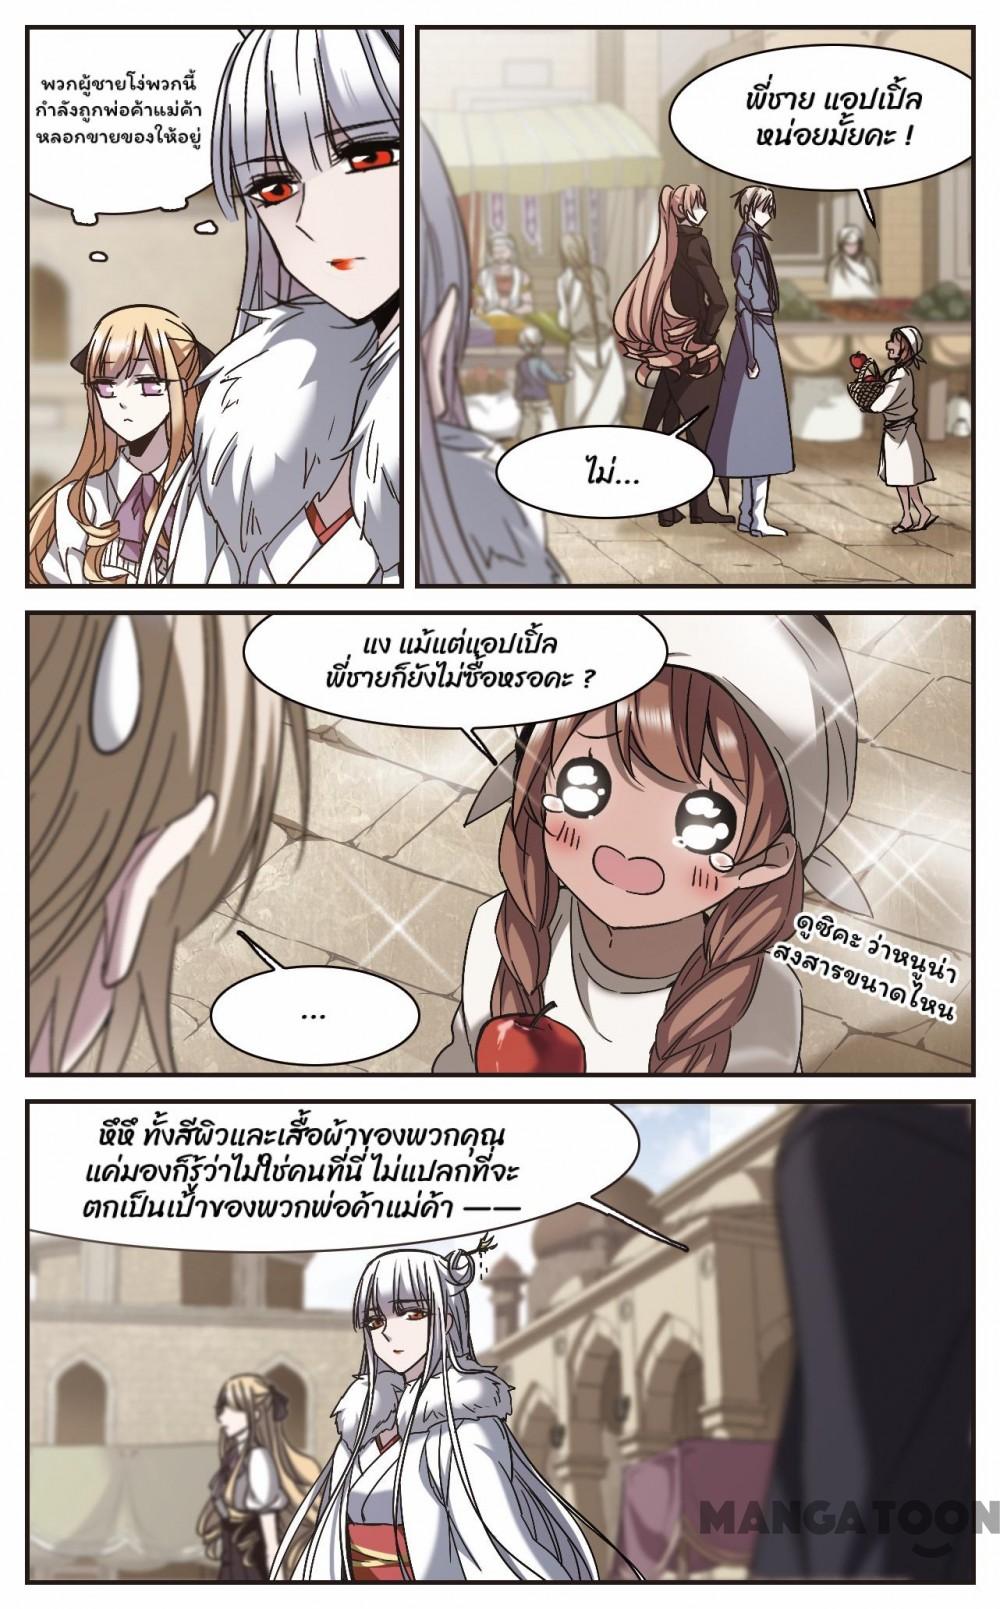 พวกผู้ชายโง่พวกนี้
กำลังถูกพ่อค้าแม่ค้า
หลอกขายของให้อยู่
พี่ชาย แอปเปิ้ล
หน่อยมั้ยคะ !
ไม่...
แง แม้แต่แอปเปิ้ล
พี่ชายก็ยังไม่ซื้อหรอคะ ?
ดูซิคะ ว่าหนูน่า
สงสารขนาดไหน
...
หึหึ ทั้งสีผิวและเสื้อผ้าของพวกคุณ
แค่มองก็รู้ว่าไม่ใช่คนที่นี่ ไม่แปลกที่จะ
ตกเป็นเป้าของพวกพ่อค้าแม่ค้า ——
MANGATOON